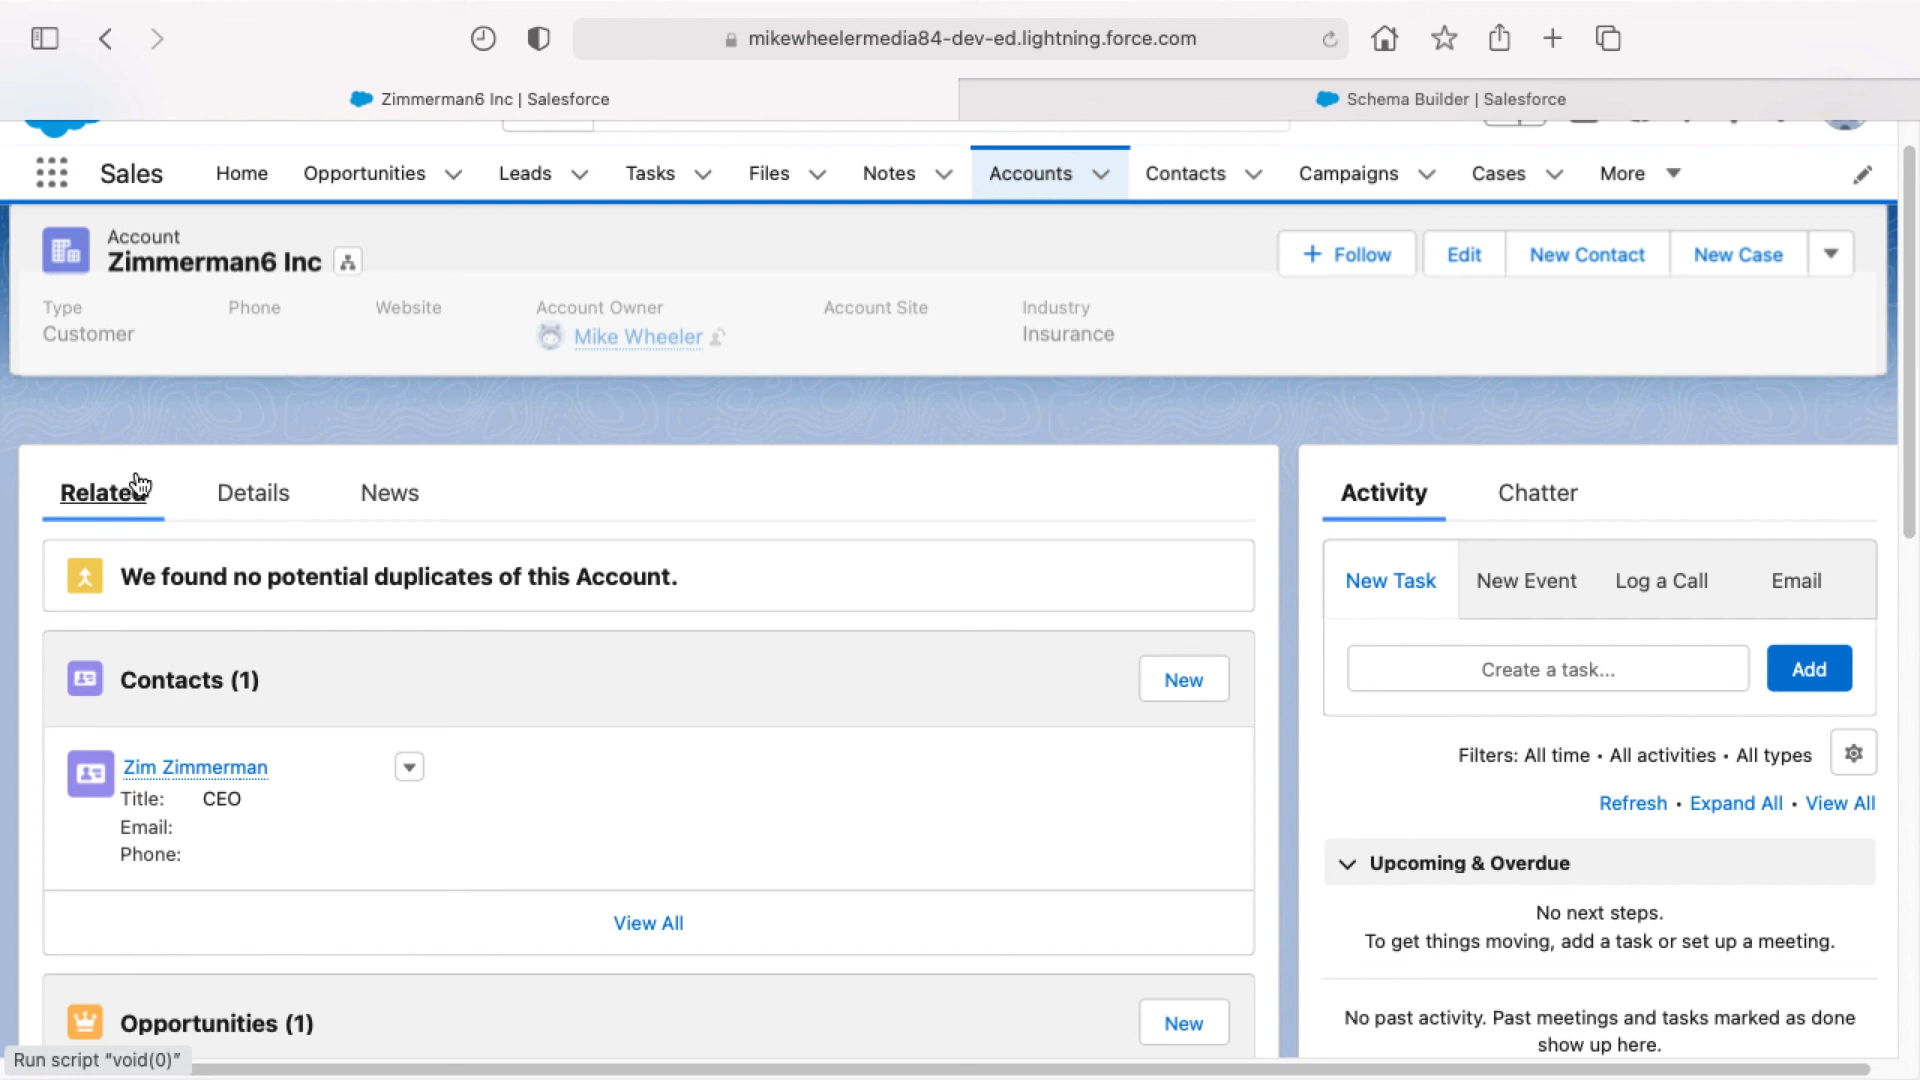 mikewheelermedia84-dev-ed.lightning.force.com
Zimmerman6 Inc | Salesforce
Schema Builder | Salesforce
Sales Home Opportunities Leads Tasks Files Notes Accounts Contacts Campaigns Cases More
Account
Zimmerman6 Inc
Follow Edit New Contact New Case
Type Phone Website Account Owner Account Site Industry
Customer Mike Wheeler Insurance
Related Details News
Activity Chatter
We found no potential duplicates of this Account.
New Task New Event Log a Call Email
Contacts (1) New
Create a task... Add
Zim Zimmerman
Title: CEO
Email:
Phone:
View All
Filters: All time • All activities • All types
Refresh • Expand All • View All
Upcoming & Overdue
No next steps.
To get things moving, add a task or set up a meeting.
No past activity. Past meetings and tasks marked as done
show up here.
Opportunities (1) New
Run script "void(0)"